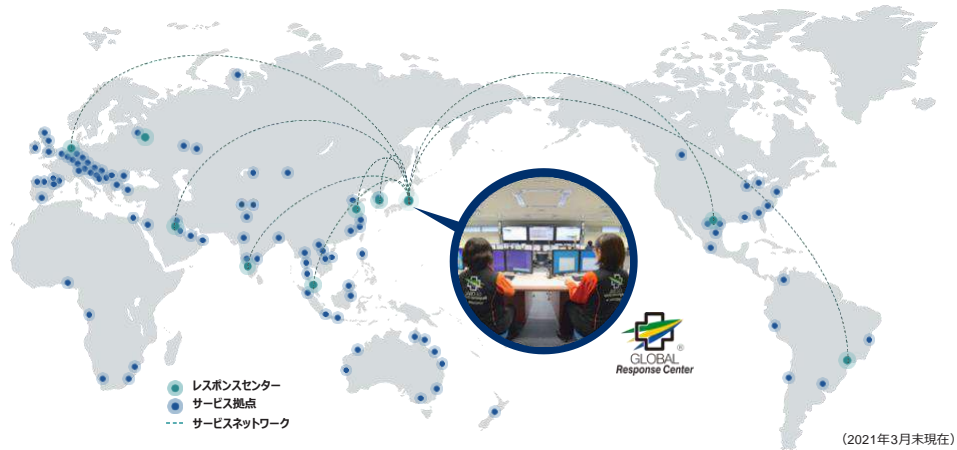 ®
GLOBAL
Response Center
レスポンスセンター
サービス拠点
サービスネットワーク
（2021年3月末現在）